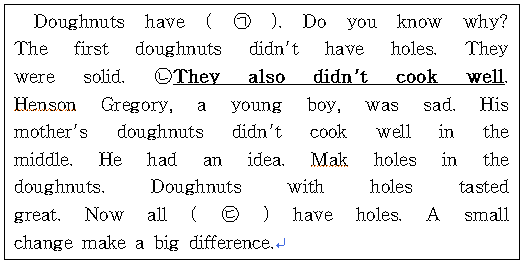 Doughnuts have ( ㉠ ). Do you know why?
The first doughnuts didn't have holes. They
were solid. ㉡They also didn't cook well.
Henson Gregory, a young boy, was sad. His
mother's doughnuts didn't cook well in the
middle. He had an idea. Mak holes in the
doughnuts. Doughnuts with holes tasted
great. Now all ( ㉢ ) have holes. A small
change make a big difference.↵